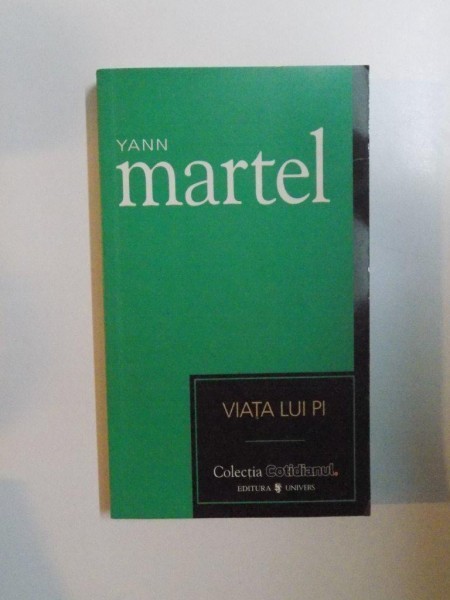 YANN
martel
VIAȚA LUI PI
Colecția Cotidianul.
EDITURA UNIVERS